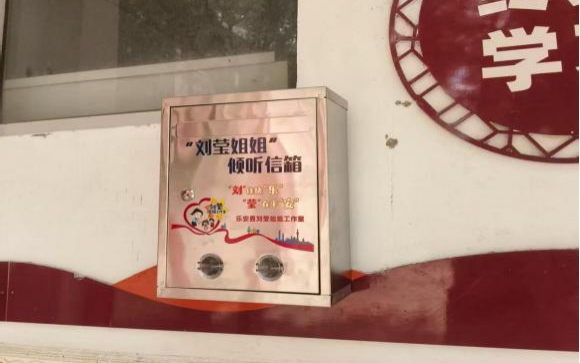 学
"刘莹姐姐"
倾听信箱
乐安县刘莹姐姐工作室